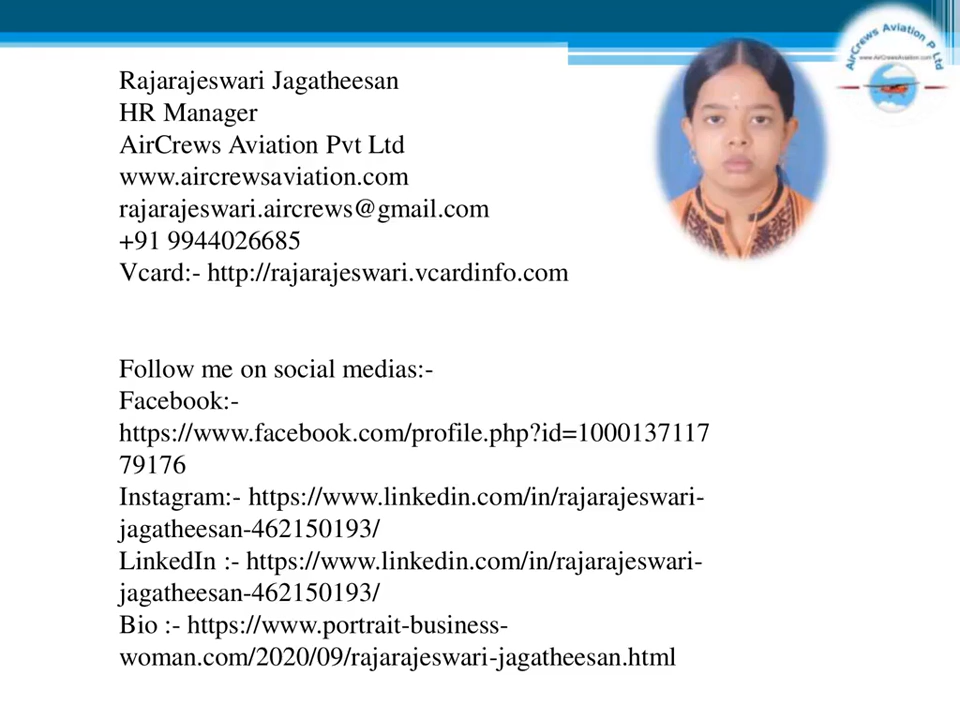 AirCrews Aviation P Ltd
www.AirCrewsAviation.com
Rajarajeswari Jagatheesan
HR Manager
AirCrews Aviation Pvt Ltd
www.aircrewsaviation.com
rajarajeswari.aircrews@gmail.com
+91 9944026685
Vcard:- http://rajarajeswari.vcardinfo.com
Follow me on social medias:-
Facebook:-
https://www.facebook.com/profile.php?id=1000137117
79176
Instagram:- https://www.linkedin.com/in/rajarajeswari-
jagatheesan-462150193/
LinkedIn :- https://www.linkedin.com/in/rajarajeswari-
jagatheesan-462150193/
Bio :- https://www.portrait-business-
woman.com/2020/09/rajarajeswari-jagatheesan.html